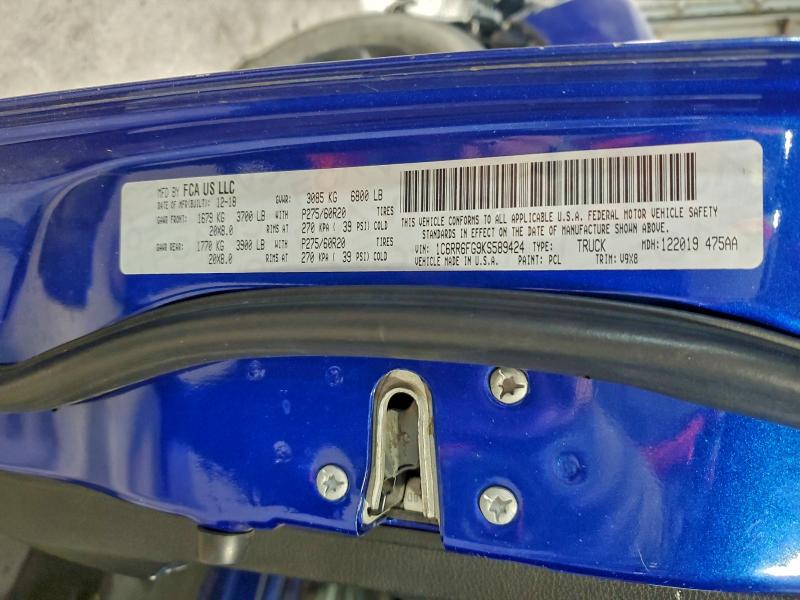 MFD BY FCA US LLC
DATE OF MFR(BUILT): 12-18 GVWR: 3085 KG 6800 LB
GAWR FRONT: 1679 KG 3700 LB WITH P275/60R20 TIRES
20X8.0 RIMS AT 270 KPA ( 39 PSI) COLD
GAWR REAR: 1770 KG 3900 LB WITH P275/60R20 TIRES
20X8.0 RIMS AT 270 KPA ( 39 PSI) COLD
THIS VEHICLE CONFORMS TO ALL APPLICABLE U.S.A. FEDERAL MOTOR VEHICLE SAFETY
STANDARDS IN EFFECT ON THE DATE OF MANUFACTURE SHOWN ABOVE.
VIN: 1C6RR6FG9KS589424 TYPE: TRUCK MDH: 122019 475AA
VEHICLE MADE IN U.S.A. PAINT: PCL TRIM: V9X8